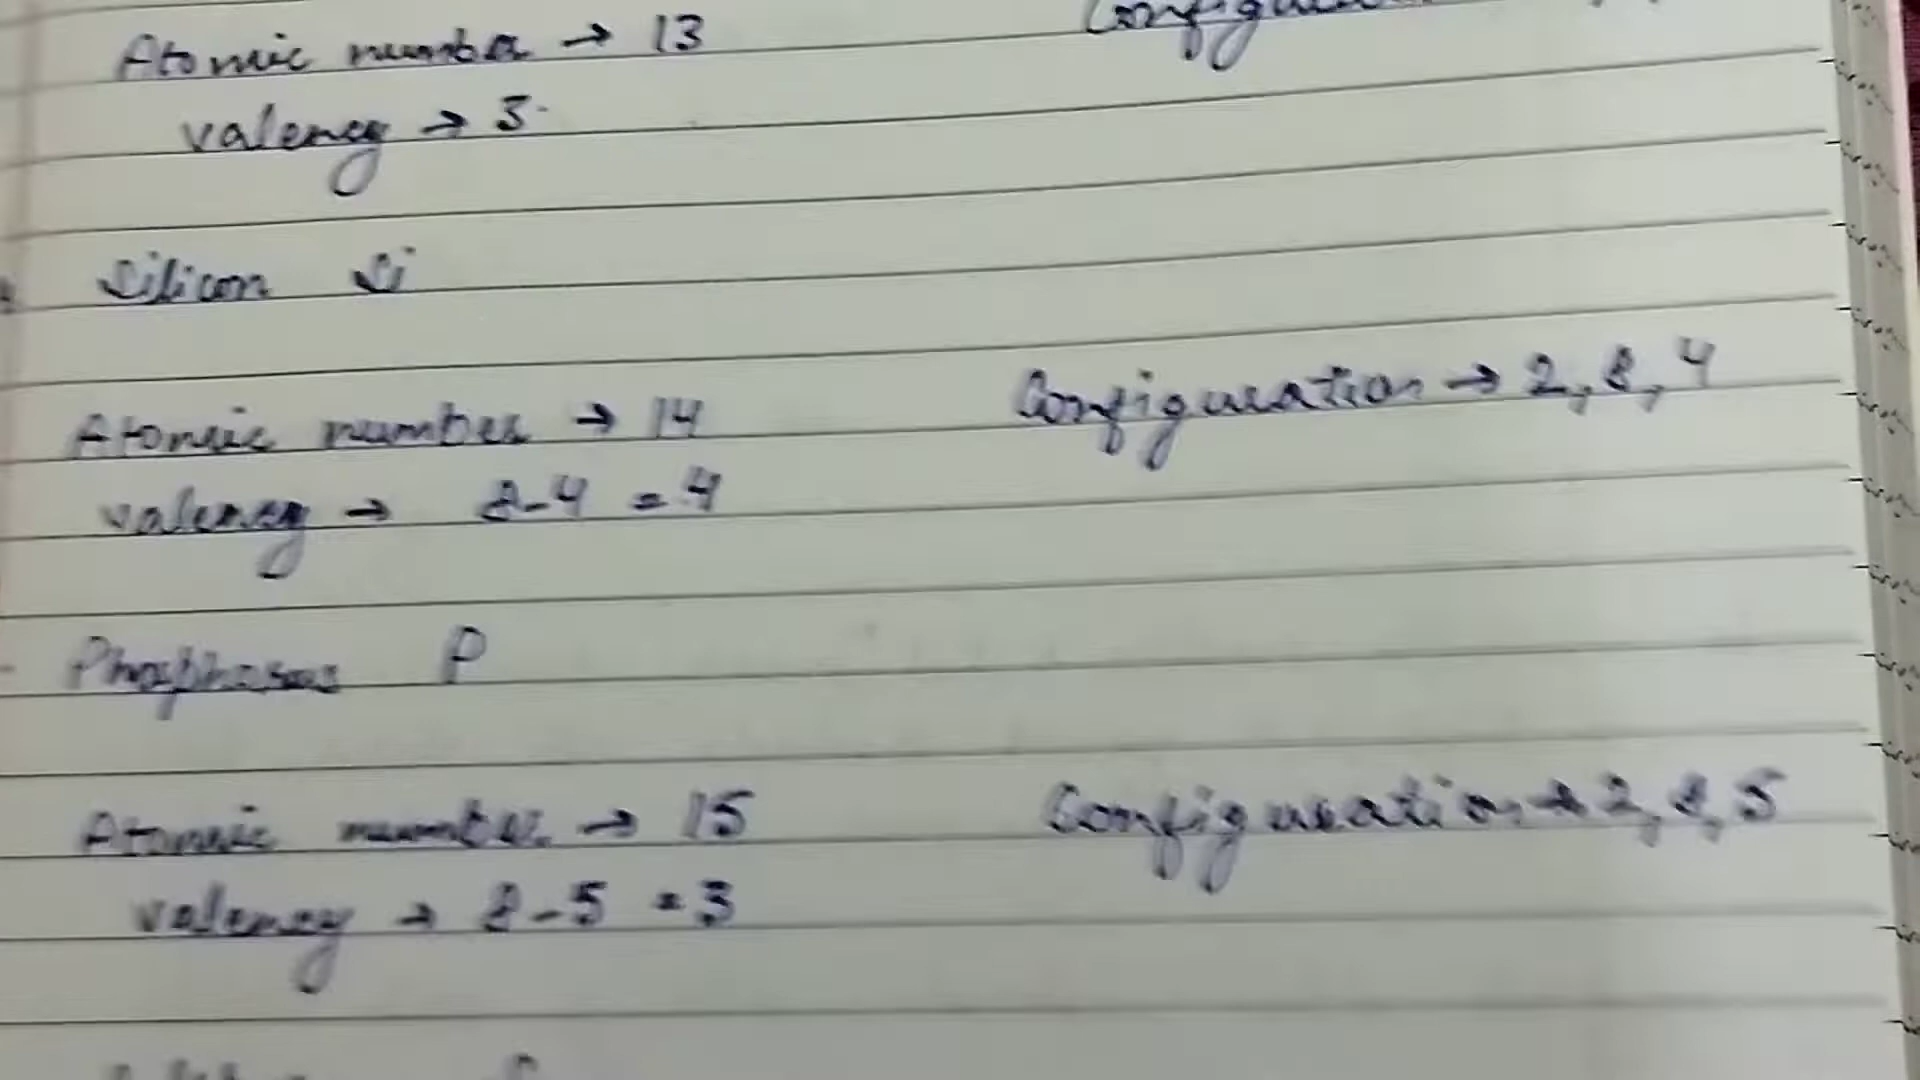 Atomic number → 13
Configuration
valency → 3
Silicon Si
Atomic number → 14 Configuration → 2, 8, 4
valency → 8-4 = 4
Phosphorus P
Atomic number → 15 Configuration → 2, 8, 5
valency → 8-5 = 3